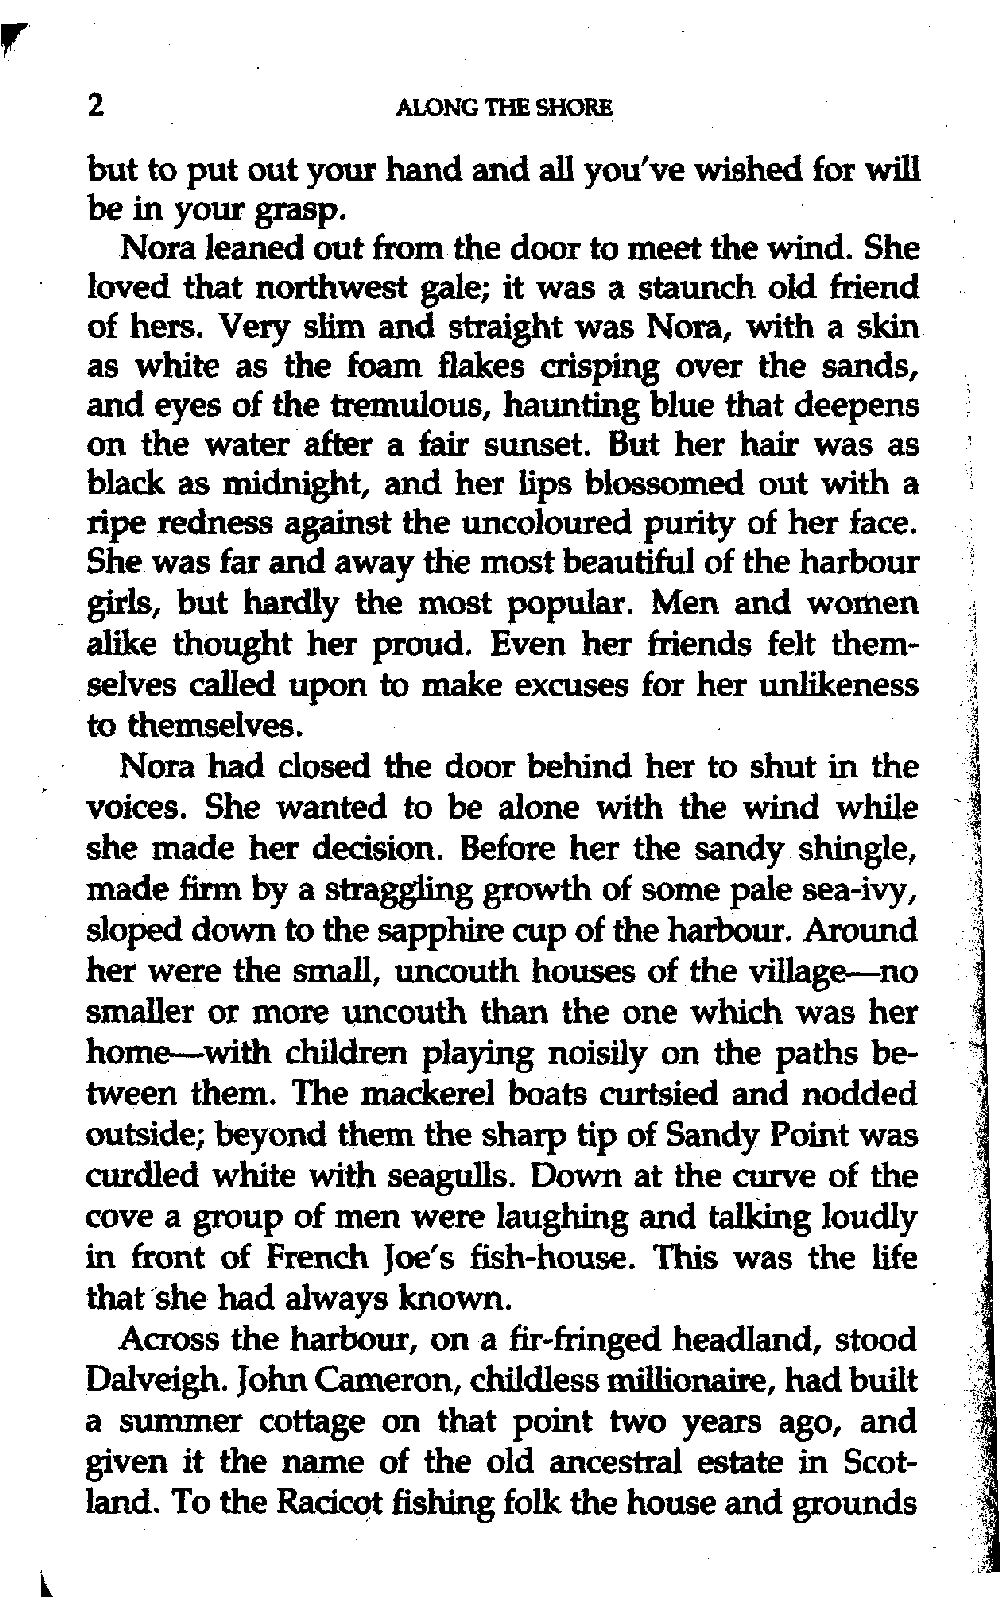 2 ALONG THE SHORE
but to put out your hand and all you've wished for will
be in your grasp.
Nora leaned out from the door to meet the wind. She
loved that northwest gale; it was a staunch old friend
of hers. Very slim and straight was Nora, with a skin
as white as the foam flakes crisping over the sands,
and eyes of the tremulous, haunting blue that deepens
on the water after a fair sunset. But her hair was as
black as midnight, and her lips blossomed out with a
ripe redness against the uncoloured purity of her face.
She was far and away the most beautiful of the harbour
girls, but hardly the most popular. Men and women
alike thought her proud. Even her friends felt them-
selves called upon to make excuses for her unlikeness
to themselves.
Nora had closed the door behind her to shut in the
voices. She wanted to be alone with the wind while
she made her decision. Before her the sandy shingle,
made firm by a straggling growth of some pale sea-ivy,
sloped down to the sapphire cup of the harbour. Around
her were the small, uncouth houses of the village—no
smaller or more uncouth than the one which was her
home—with children playing noisily on the paths be-
tween them. The mackerel boats curtsied and nodded
outside; beyond them the sharp tip of Sandy Point was
curdled white with seagulls. Down at the curve of the
cove a group of men were laughing and talking loudly
in front of French Joe's fish-house. This was the life
that she had always known.
Across the harbour, on a fir-fringed headland, stood
Dalveigh. John Cameron, childless millionaire, had built
a summer cottage on that point two years ago, and
given it the name of the old ancestral estate in Scot-
land. To the Racicot fishing folk the house and grounds